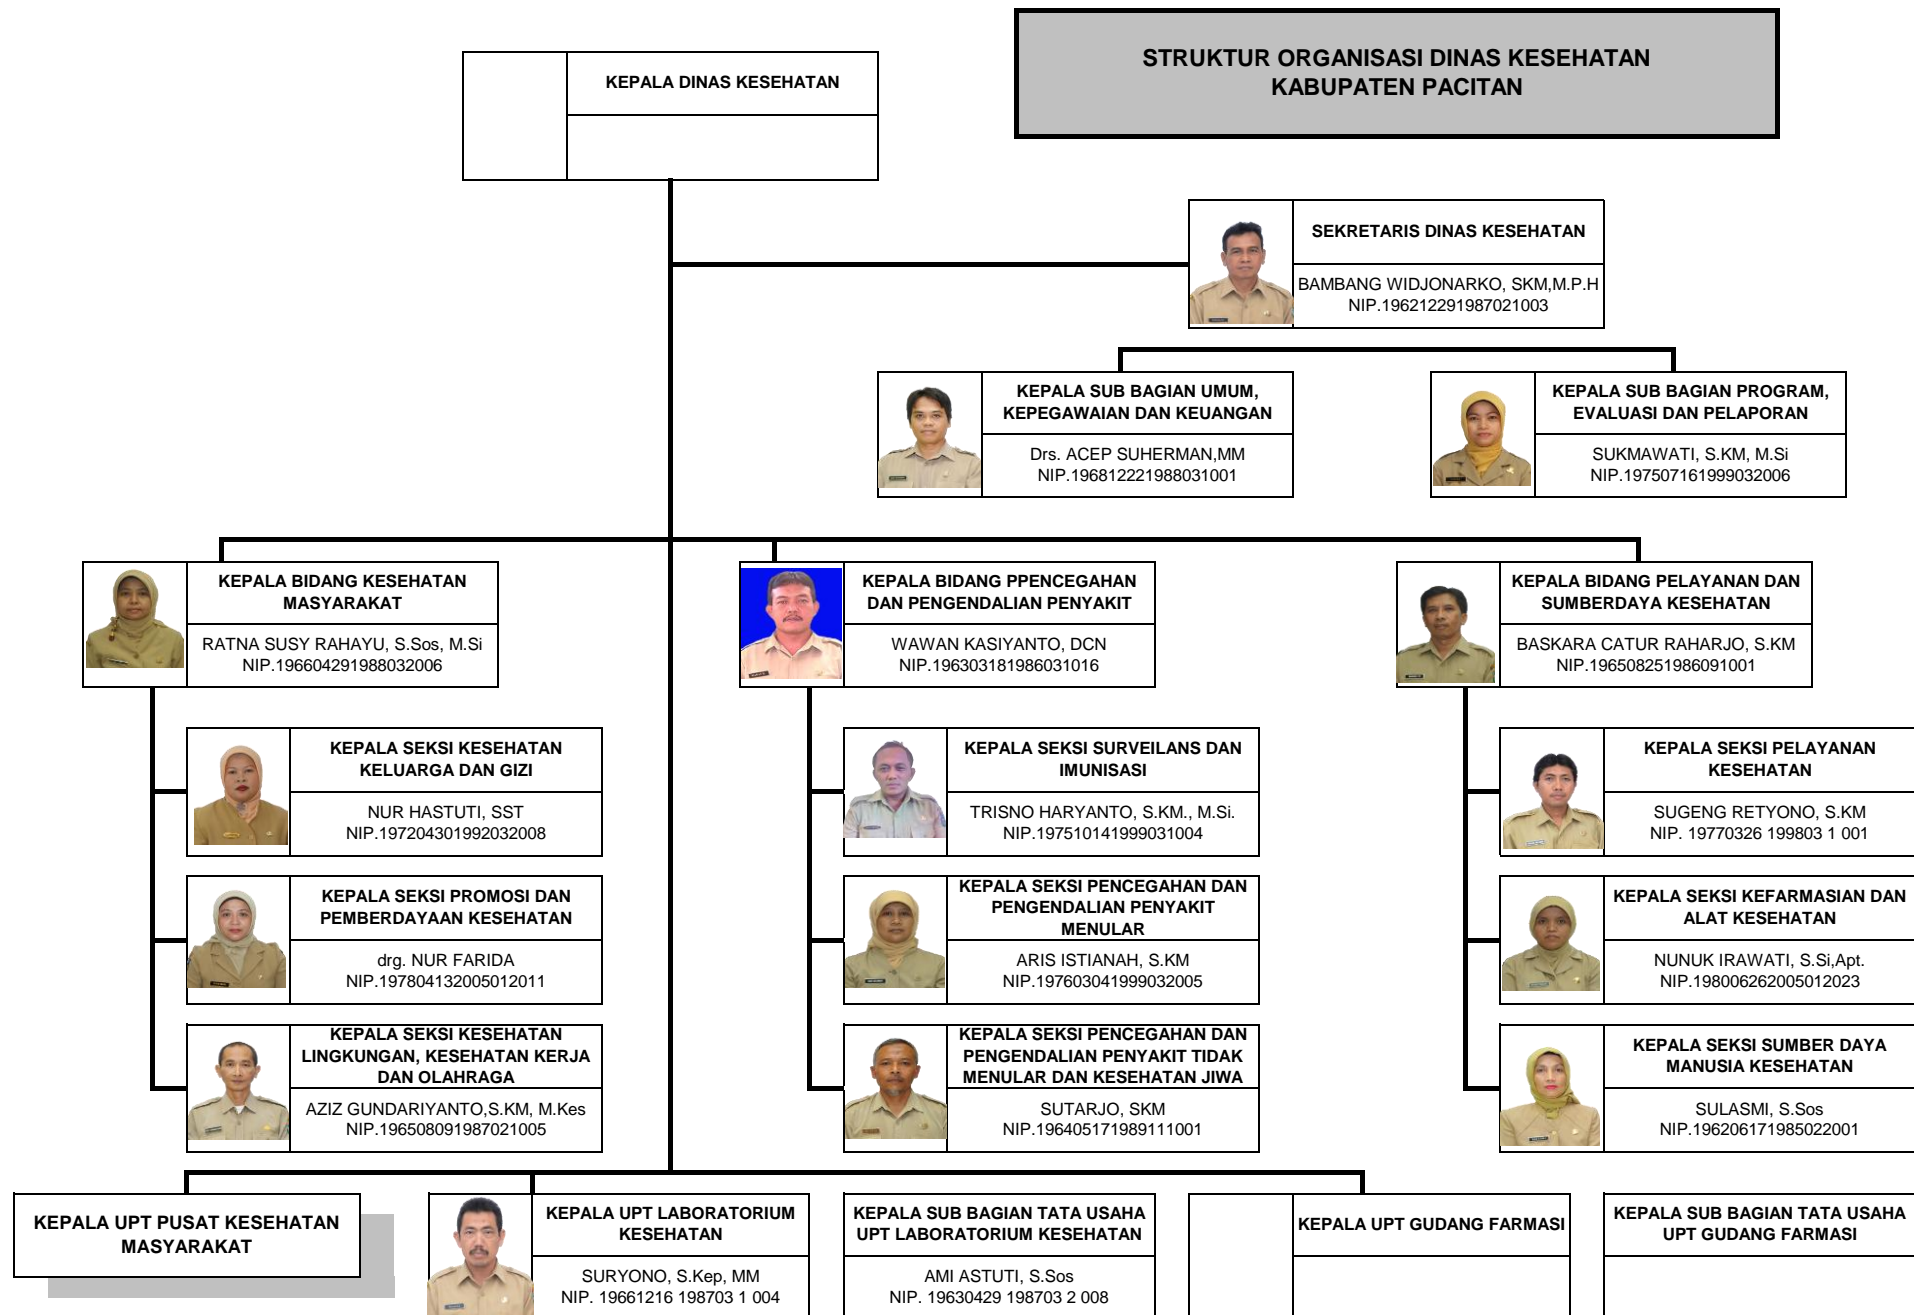 STRUKTUR ORGANISASI DINAS KESEHATAN
KABUPATEN PACITAN
KEPALA DINAS KESEHATAN
SEKRETARIS DINAS KESEHATAN
BAMBANG WIDJONARKO, SKM,M.P.H
NIP.196212291987021003
KEPALA SUB BAGIAN UMUM,
KEPEGAWAIAN DAN KEUANGAN
Drs. ACEP SUHERMAN,MM
NIP.196812221988031001
KEPALA SUB BAGIAN PROGRAM,
EVALUASI DAN PELAPORAN
SUKMAWATI, S.KM, M.Si
NIP.197507161999032006
KEPALA BIDANG KESEHATAN
MASYARAKAT
RATNA SUSY RAHAYU, S.Sos, M.Si
NIP.196604291988032006
KEPALA BIDANG PPENCEGAHAN
DAN PENGENDALIAN PENYAKIT
WAWAN KASIYANTO, DCN
NIP.196303181986031016
KEPALA BIDANG PELAYANAN DAN
SUMBERDAYA KESEHATAN
BASKARA CATUR RAHARJO, S.KM
NIP.196508251986091001
KEPALA SEKSI KESEHATAN
KELUARGA DAN GIZI
NUR HASTUTI, SST
NIP.197204301992032008
KEPALA SEKSI SURVEILANS DAN
IMUNISASI
TRISNO HARYANTO, S.KM., M.Si.
NIP.197510141999031004
KEPALA SEKSI PELAYANAN
KESEHATAN
SUGENG RETYONO, S.KM
NIP. 19770326 199803 1 001
KEPALA SEKSI PROMOSI DAN
PEMBERDAYAAN KESEHATAN
drg. NUR FARIDA
NIP.197804132005012011
KEPALA SEKSI PENCEGAHAN DAN
PENGENDALIAN PENYAKIT
MENULAR
ARIS ISTIANAH, S.KM
NIP.197603041999032005
KEPALA SEKSI KEFARMASIAN DAN
ALAT KESEHATAN
NUNUK IRAWATI, S.Si,Apt.
NIP.198006262005012023
KEPALA SEKSI KESEHATAN
LINGKUNGAN, KESEHATAN KERJA
DAN OLAHRAGA
AZIZ GUNDARIYANTO,S.KM, M.Kes
NIP.196508091987021005
KEPALA SEKSI PENCEGAHAN DAN
PENGENDALIAN PENYAKIT TIDAK
MENULAR DAN KESEHATAN JIWA
SUTARJO, SKM
NIP.196405171989111001
KEPALA SEKSI SUMBER DAYA
MANUSIA KESEHATAN
SULASMI, S.Sos
NIP.196206171985022001
KEPALA UPT PUSAT KESEHATAN
MASYARAKAT
KEPALA UPT LABORATORIUM
KESEHATAN
SURYONO, S.Kep, MM
NIP. 19661216 198703 1 004
KEPALA SUB BAGIAN TATA USAHA
UPT LABORATORIUM KESEHATAN
AMI ASTUTI, S.Sos
NIP. 19630429 198703 2 008
KEPALA UPT GUDANG FARMASI
KEPALA SUB BAGIAN TATA USAHA
UPT GUDANG FARMASI